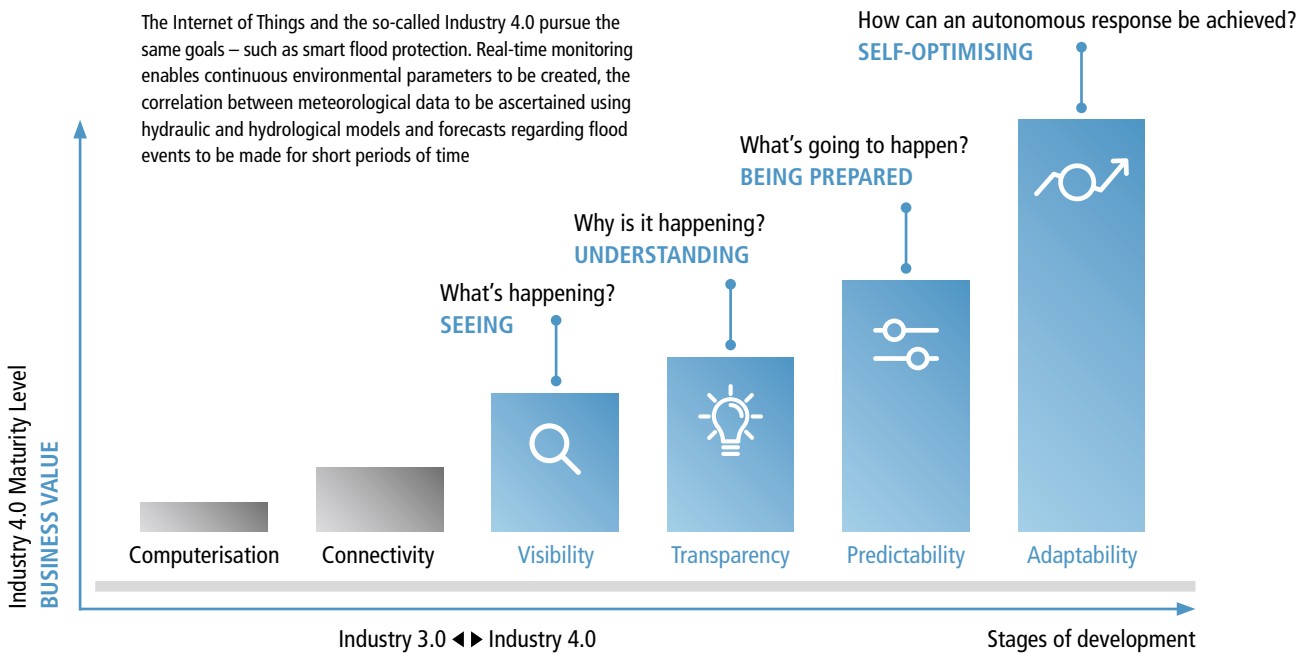 The Internet of Things and the so-called Industry 4.0 pursue the
same goals – such as smart flood protection. Real-time monitoring
enables continuous environmental parameters to be created, the
correlation between meteorological data to be ascertained using
hydraulic and hydrological models and forecasts regarding flood
events to be made for short periods of time
How can an autonomous response be achieved?
SELF-OPTIMISING
What's going to happen?
BEING PREPARED
Why is it happening?
UNDERSTANDING
What's happening?
SEEING
Industry 4.0 Maturity Level
BUSINESS VALUE
Computerisation
Connectivity
Visibility
Transparency
Predictability
Adaptability
Industry 3.0 ◀ ▶ Industry 4.0
Stages of development